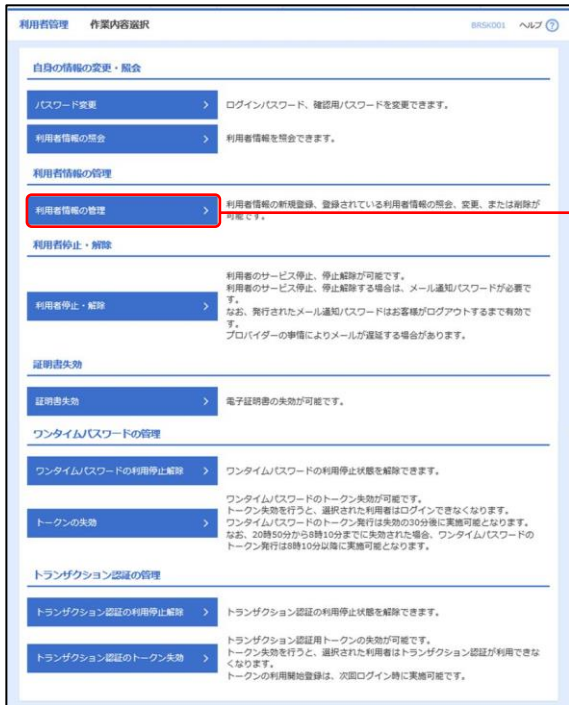 利用者管理 作業内容選択 BRSK001 ヘルプ ?
自身の情報の変更・照会
パスワード変更 > ログインパスワード、確認用パスワードを変更できます。
利用者情報の照会 > 利用者情報を照会できます。
利用者情報の管理
利用者情報の管理 > 利用者情報の新規登録、登録されている利用者情報の照会、変更、または削除が
可能です。
利用者停止・解除
利用者停止・解除 > 利用者のサービス停止、停止解除が可能です。
利用者のサービス停止、停止解除する場合は、メール通知パスワードが必要で
す。
なお、発行されたメール通知パスワードはお客様がログアウトするまで有効で
す。
プロバイダーの事情によりメールが遅延する場合があります。
証明書失効
証明書失効 > 電子証明書の失効が可能です。
ワンタイムパスワードの管理
ワンタイムパスワードの利用停止解除 > ワンタイムパスワードの利用停止状態を解除できます。
トークンの失効 > ワンタイムパスワードのトークン失効が可能です。
トークン失効を行うと、選択された利用者はログインできなくなります。
ワンタイムパスワードのトークン発行は失効の30分後に実施可能となります。
なお、20時50分から8時10分までに失効された場合、ワンタイムパスワードの
トークン発行は8時10分以降に実施可能となります。
トランザクション認証の管理
トランザクション認証の利用停止解除 > トランザクション認証の利用停止状態を解除できます。
トランザクション認証のトークン失効 > トランザクション認証用トークンの失効が可能です。
トークン失効を行うと、選択された利用者はトランザクション認証が利用できな
くなります。
トークンの利用開始登録は、次回ログイン時に実施可能です。